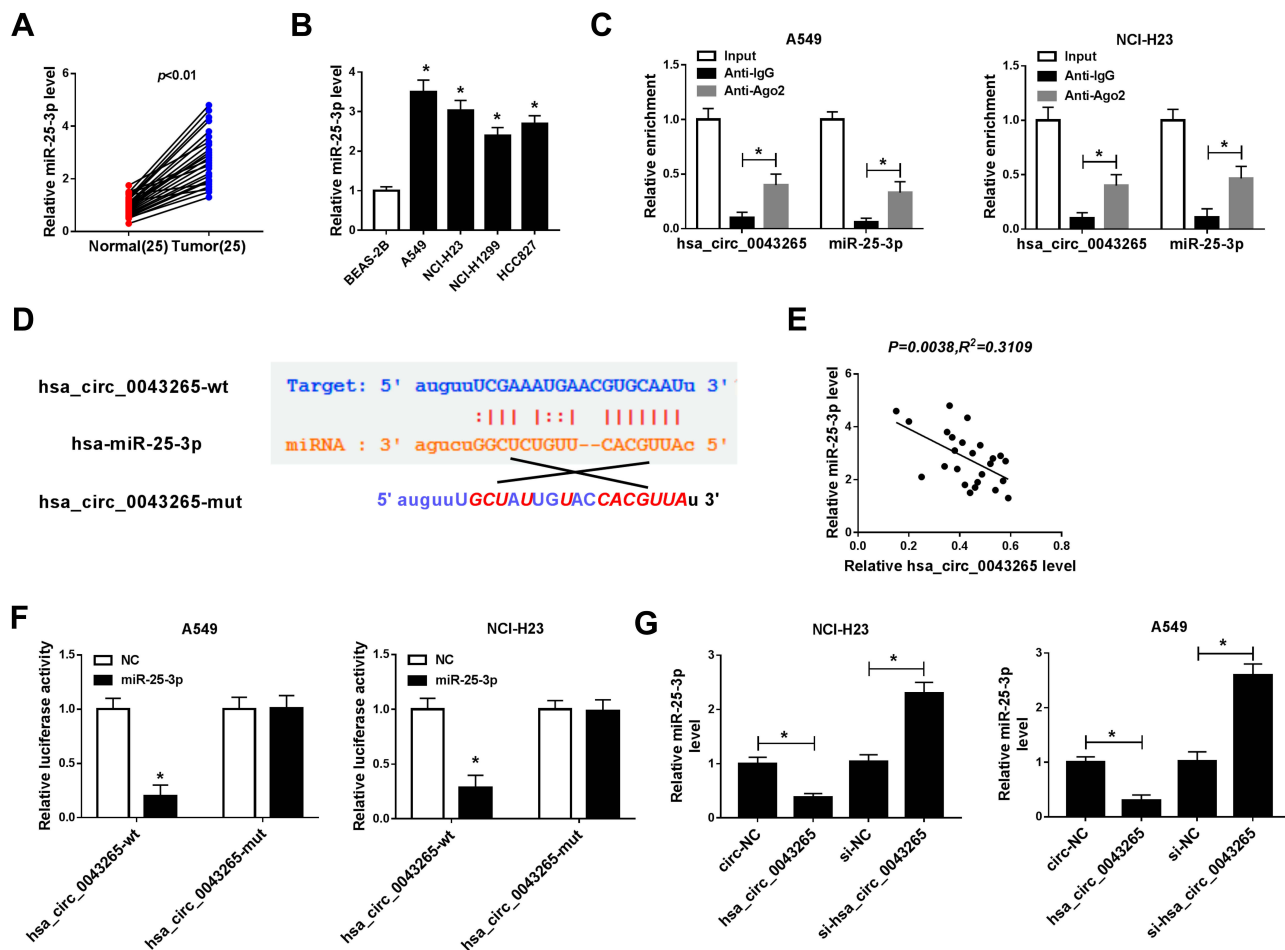 A
p<0.01
Relative miR-25-3p level
6
4
2
0
Normal(25) Tumor(25)
B
Relative miR-25-3p level
4
3
2
1
0
* * * *
BEAS-2B
A549
NCI-H23
NCI-H1299
HCC827
C
A549
Relative enrichment
1.5
1.0
0.5
0.0
Input
Anti-IgG
Anti-Ago2
* *
hsa_circ_0043265 miR-25-3p
NCI-H23
Relative enrichment
1.5
1.0
0.5
0.0
Input
Anti-IgG
Anti-Ago2
* *
hsa_circ_0043265 miR-25-3p
D
hsa_circ_0043265-wt
Target: 5' auguuUCGAAAUGAACGUGCAAUu 3'
:||| |::| |||||||
hsa-miR-25-3p
miRNA : 3' agucuGGCUCUGUU--CACGUUAc 5'
hsa_circ_0043265-mut
5' auguuUGCUAUUGUACCACGUUAu 3'
E
P=0.0038,R²=0.3109
Relative miR-25-3p level
6
4
2
0
0.0 0.2 0.4 0.6 0.8
Relative hsa_circ_0043265 level
F
A549
Relative luciferase activity
1.5
1.0
0.5
0.0
NC
miR-25-3p
*
hsa_circ_0043265-wt
hsa_circ_0043265-mut
NCI-H23
Relative luciferase activity
1.5
1.0
0.5
0.0
NC
miR-25-3p
*
hsa_circ_0043265-wt
hsa_circ_0043265-mut
G
NCI-H23
Relative miR-25-3p
level
3
2
1
0
* *
circ-NC
hsa_circ_0043265
si-NC
si-hsa_circ_0043265
A549
Relative miR-25-3p
level
3
2
1
0
* *
circ-NC
hsa_circ_0043265
si-NC
si-hsa_circ_0043265